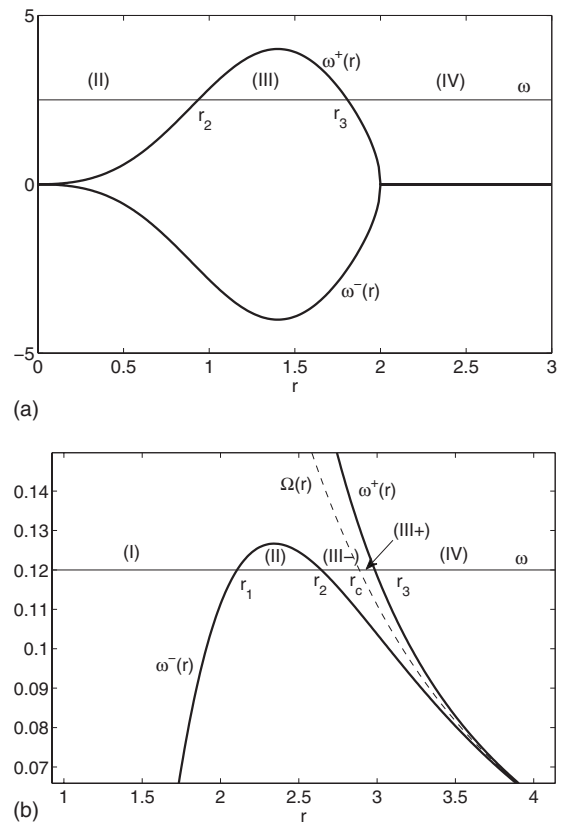 5
(II)
(III)
ω⁺(r)
(IV)
ω
r₂
r₃
0
ω⁻(r)
−5
0 0.5 1 1.5 2 2.5 3
r
(a)
0.14
Ω(r)
ω⁺(r)
0.13
(III+)
(I)
(II)
(III−)
(IV)
ω
0.12
r₁
r₂
r_c
r₃
0.11
0.1
ω⁻(r)
0.09
0.08
0.07
1 1.5 2 2.5 3 3.5 4
r
(b)